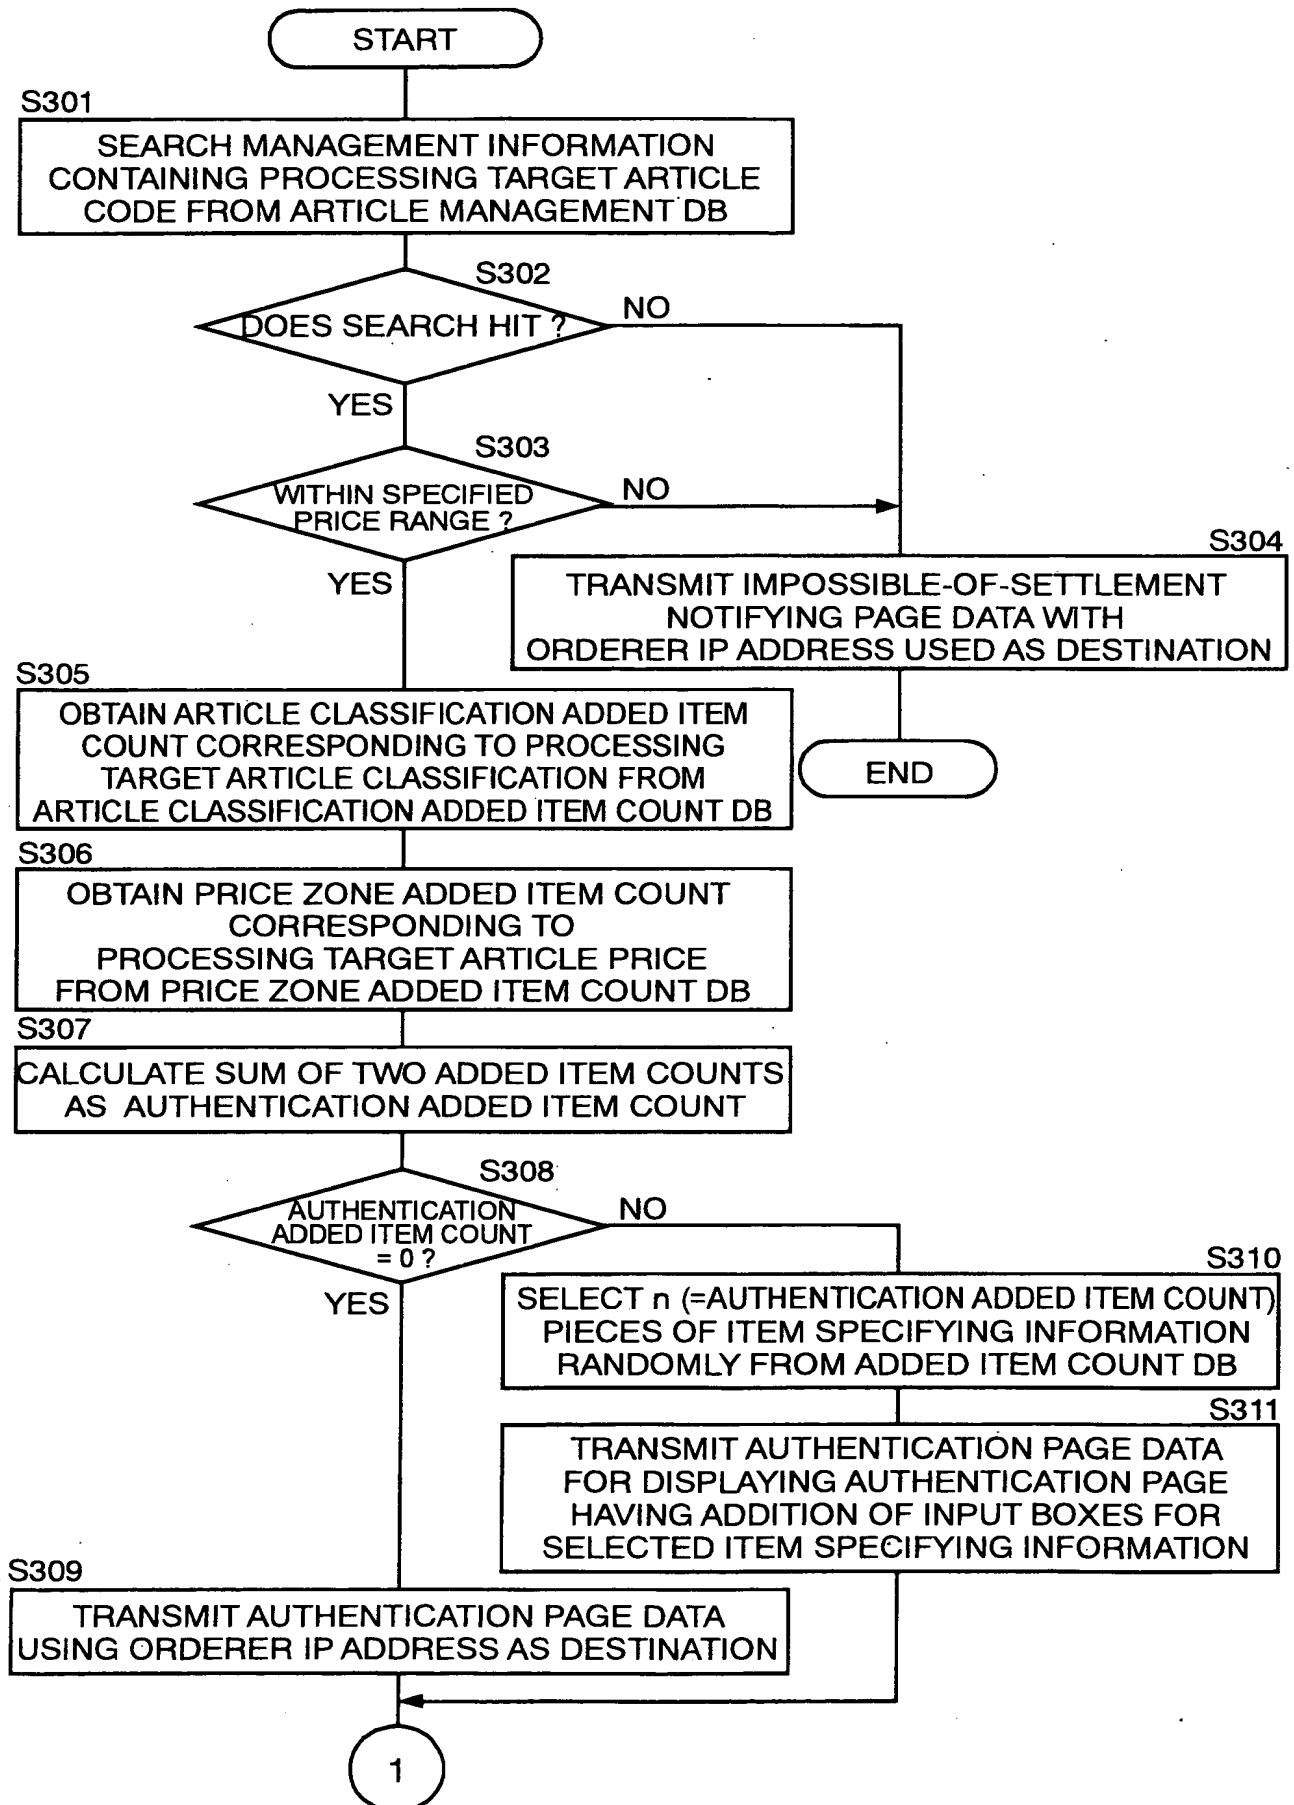 START
S301
SEARCH MANAGEMENT INFORMATION
CONTAINING PROCESSING TARGET ARTICLE
CODE FROM ARTICLE MANAGEMENT DB
S302
DOES SEARCH HIT ?
NO
YES
S303
WITHIN SPECIFIED
PRICE RANGE ?
NO
YES
S304
TRANSMIT IMPOSSIBLE-OF-SETTLEMENT
NOTIFYING PAGE DATA WITH
ORDERER IP ADDRESS USED AS DESTINATION
END
S305
OBTAIN ARTICLE CLASSIFICATION ADDED ITEM
COUNT CORRESPONDING TO PROCESSING
TARGET ARTICLE CLASSIFICATION FROM
ARTICLE CLASSIFICATION ADDED ITEM COUNT DB
S306
OBTAIN PRICE ZONE ADDED ITEM COUNT
CORRESPONDING TO
PROCESSING TARGET ARTICLE PRICE
FROM PRICE ZONE ADDED ITEM COUNT DB
S307
CALCULATE SUM OF TWO ADDED ITEM COUNTS
AS AUTHENTICATION ADDED ITEM COUNT
S308
AUTHENTICATION
ADDED ITEM COUNT
= 0 ?
NO
YES
S310
SELECT n (=AUTHENTICATION ADDED ITEM COUNT)
PIECES OF ITEM SPECIFYING INFORMATION
RANDOMLY FROM ADDED ITEM COUNT DB
S311
TRANSMIT AUTHENTICATION PAGE DATA
FOR DISPLAYING AUTHENTICATION PAGE
HAVING ADDITION OF INPUT BOXES FOR
SELECTED ITEM SPECIFYING INFORMATION
S309
TRANSMIT AUTHENTICATION PAGE DATA
USING ORDERER IP ADDRESS AS DESTINATION
1